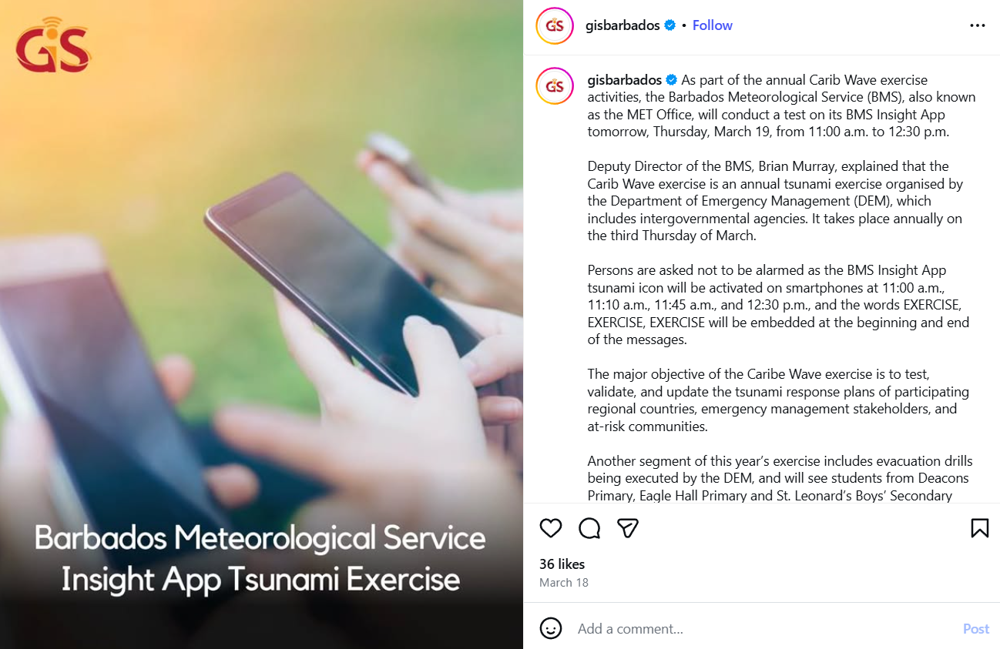 GiS
Barbados Meteorological Service
Insight App Tsunami Exercise
GiS
gisbarbados • Follow
GiS
gisbarbados As part of the annual Carib Wave exercise
activities, the Barbados Meteorological Service (BMS), also known
as the MET Office, will conduct a test on its BMS Insight App
tomorrow, Thursday, March 19, from 11:00 a.m. to 12:30 p.m.
Deputy Director of the BMS, Brian Murray, explained that the
Carib Wave exercise is an annual tsunami exercise organised by
the Department of Emergency Management (DEM), which
includes intergovernmental agencies. It takes place annually on
the third Thursday of March.
Persons are asked not to be alarmed as the BMS Insight App
tsunami icon will be activated on smartphones at 11:00 a.m.,
11:10 a.m., 11:45 a.m., and 12:30 p.m., and the words EXERCISE,
EXERCISE, EXERCISE will be embedded at the beginning and end
of the messages.
The major objective of the Caribe Wave exercise is to test,
validate, and update the tsunami response plans of participating
regional countries, emergency management stakeholders, and
at-risk communities.
Another segment of this year’s exercise includes evacuation drills
being executed by the DEM, and will see students from Deacons
Primary, Eagle Hall Primary and St. Leonard’s Boys’ Secondary
36 likes
March 18
Add a comment...
Post